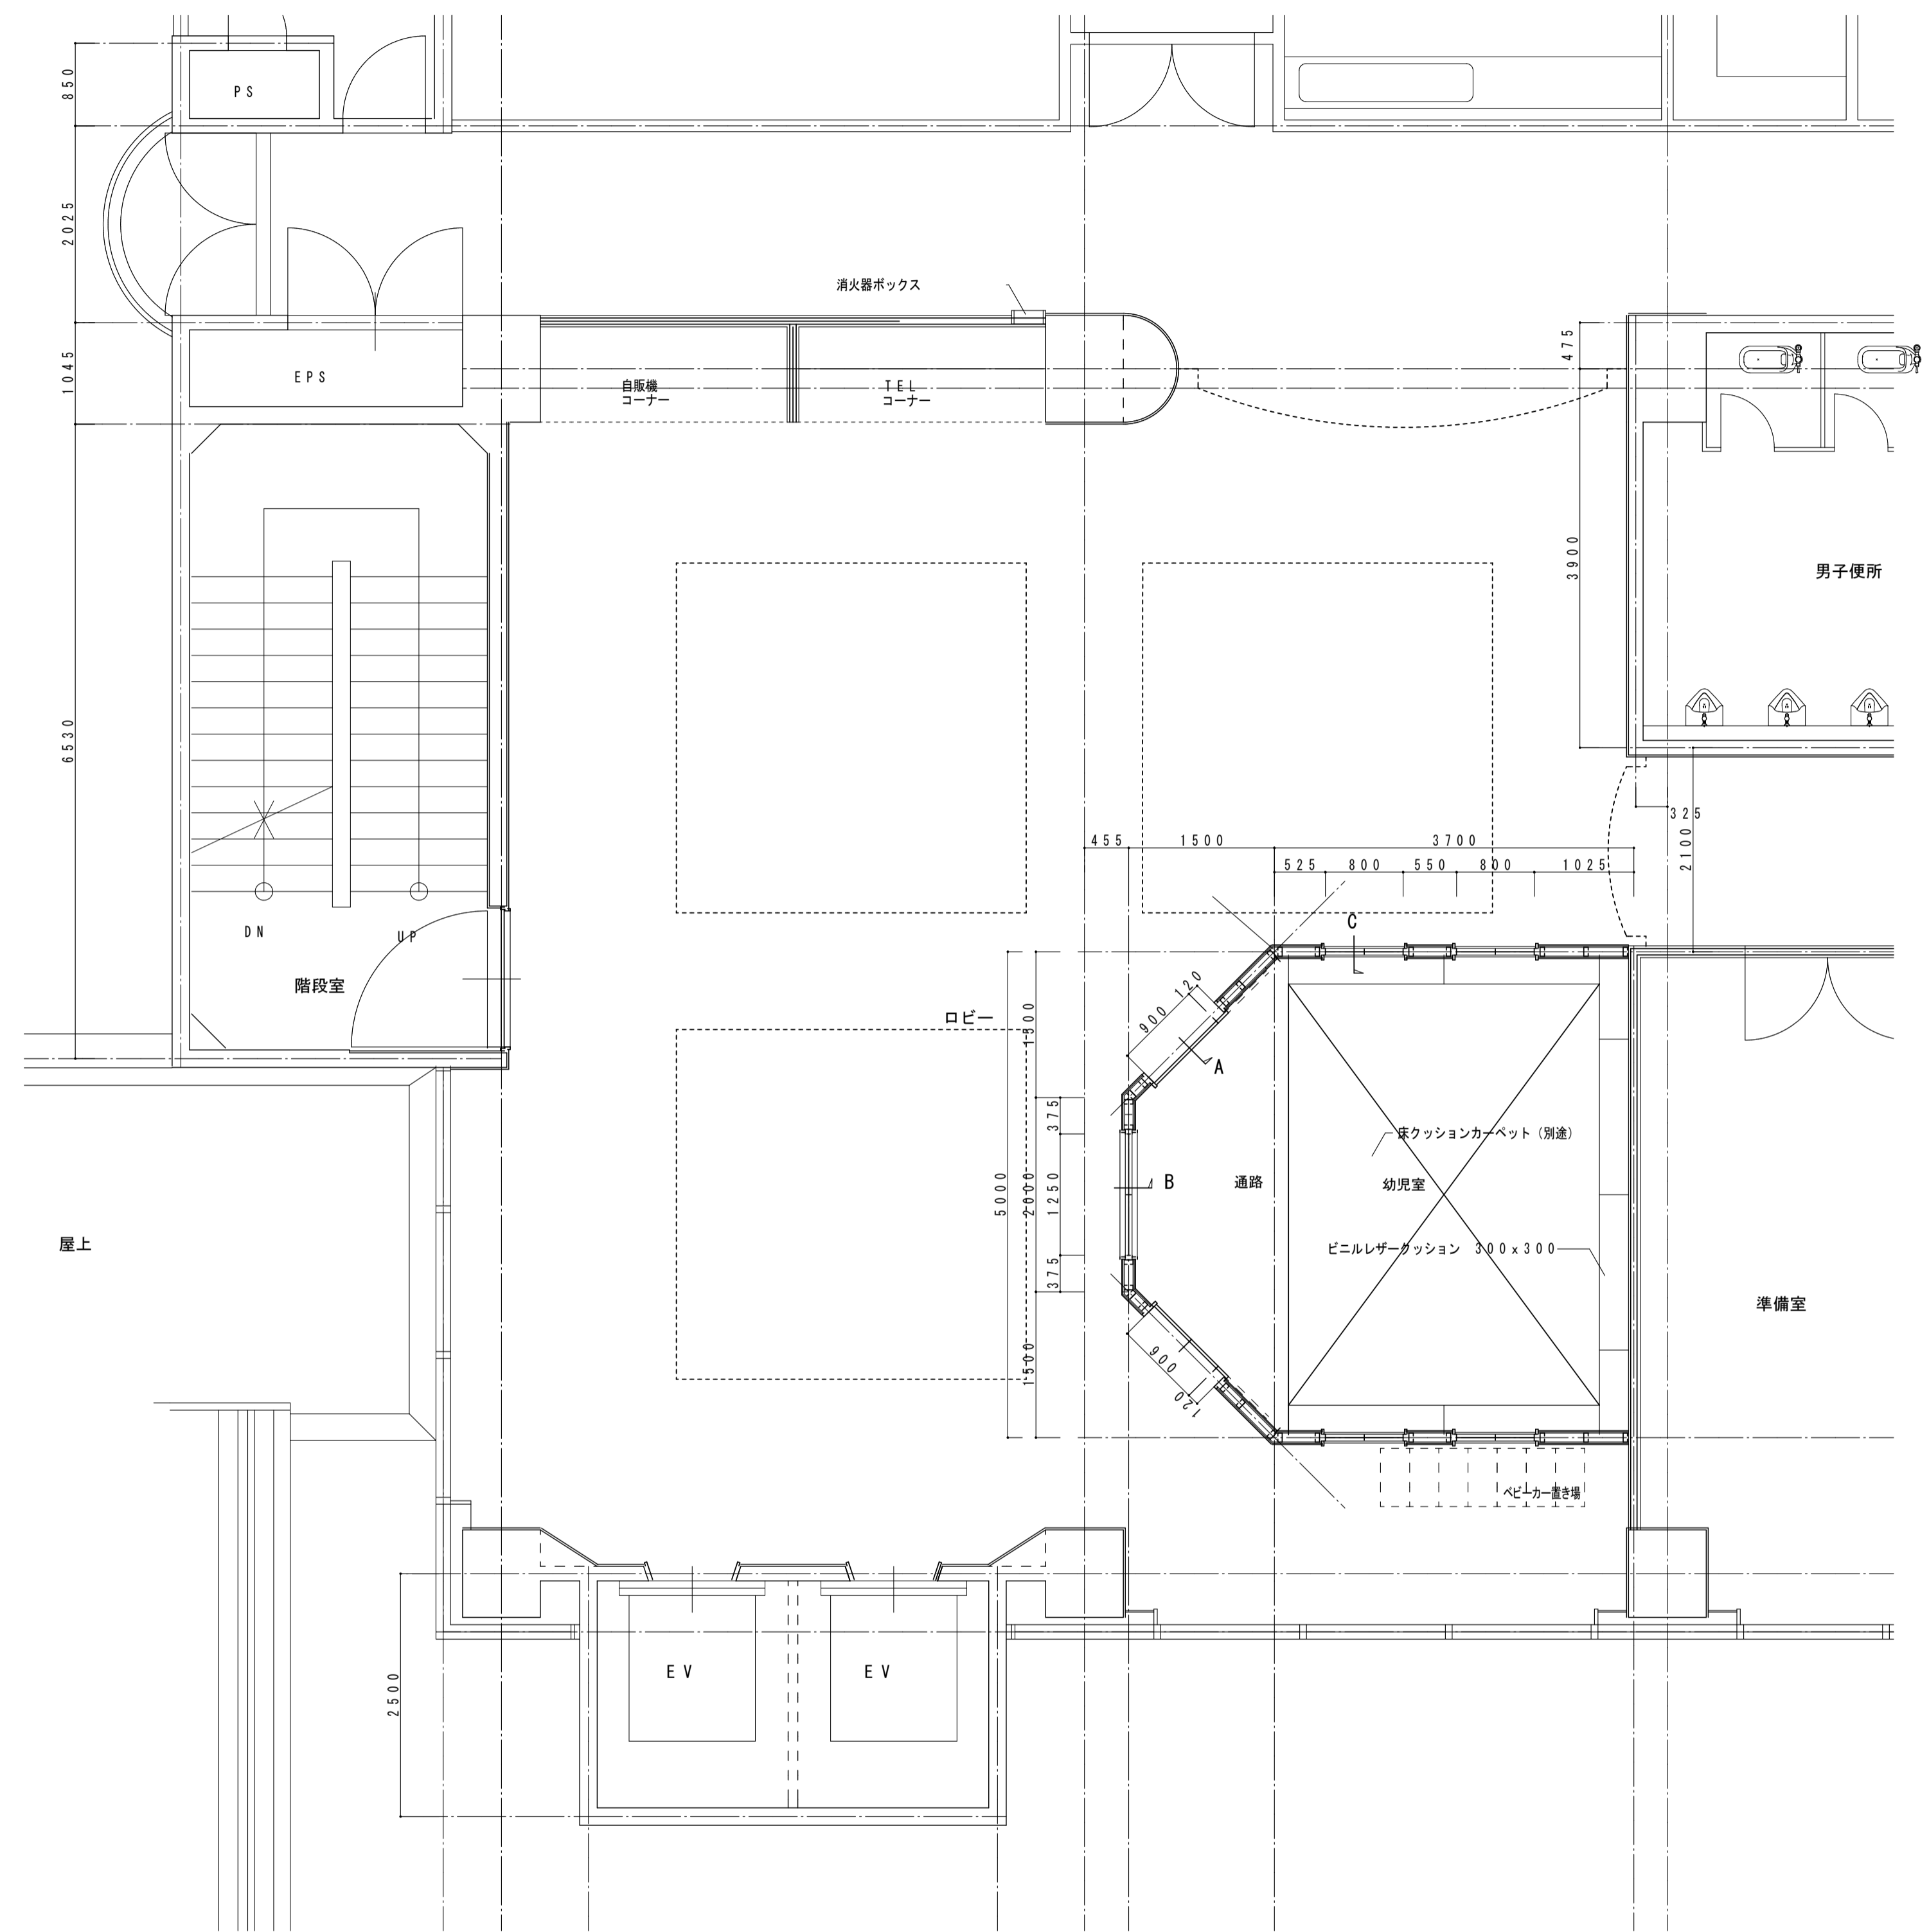 850
PS
2025
消火器ボックス
1045
EPS
自販機
コーナー
TEL
コーナー
475
3900
男子便所
6530
325
2100
455
1500
3700
525
800
550
800
1025
DN
UP
C
階段室
ロビー
120
900
A
1500
375
床クッションカーペット（別途）
5000
2000
1250
B
通路
幼児室
屋上
ビニルレザークッション 300x300
375
準備室
1500
900
120
ベビーカー置き場
2500
EV
EV